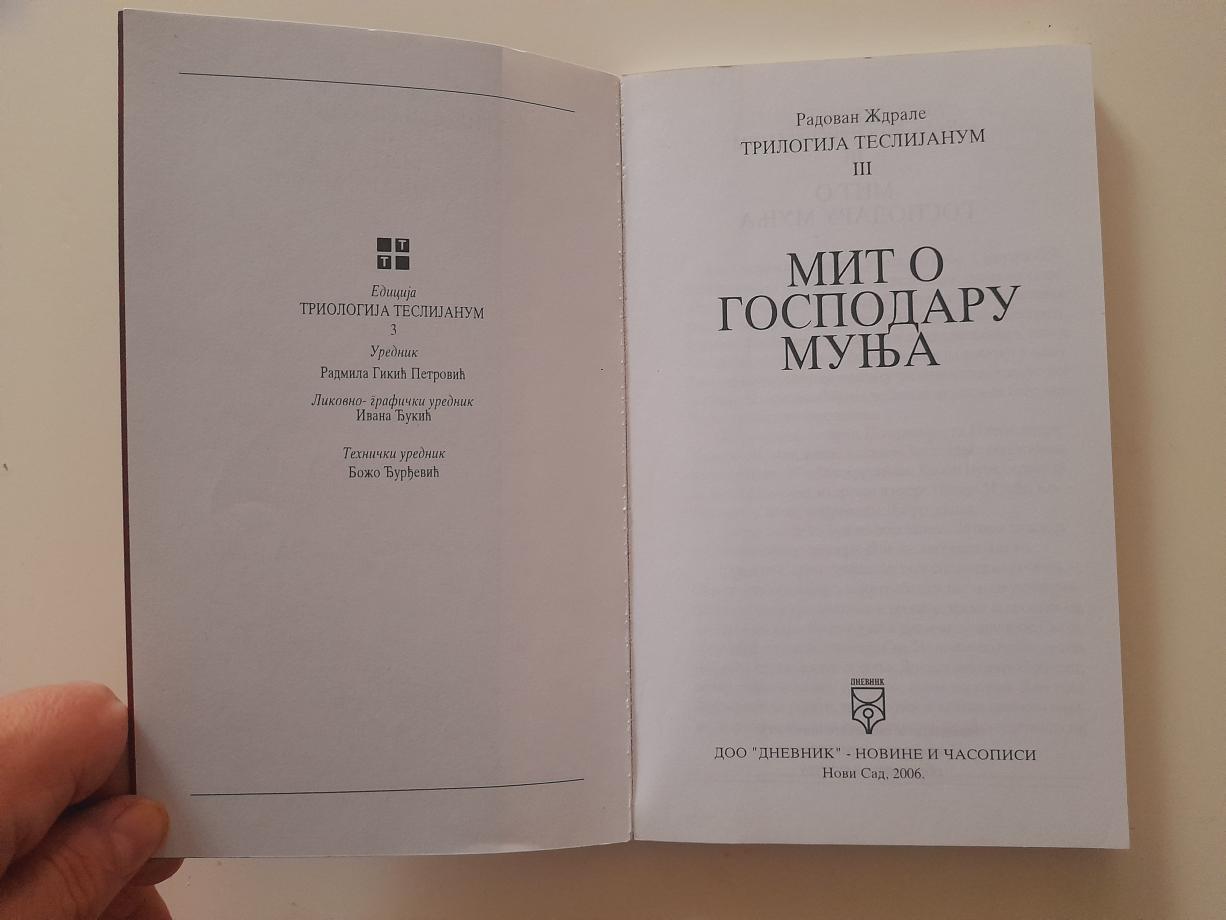 Т
Т
Едиција
ТРИОЛОГИЈА ТЕСЛИЈАНУМ
3
Уредник
Радмила Гикић Петровић
Ликовно- графички уредник
Ивана Ђукић
Технички уредник
Божо Ђурђевић
Радован Ждрале
ТРИЛОГИЈА ТЕСЛИЈАНУМ
III
МИТ О
ГОСПОДАРУ
МУЊА
ДНЕВНИК
ДОО "ДНЕВНИК" - НОВИНЕ И ЧАСОПИСИ
Нови Сад, 2006.